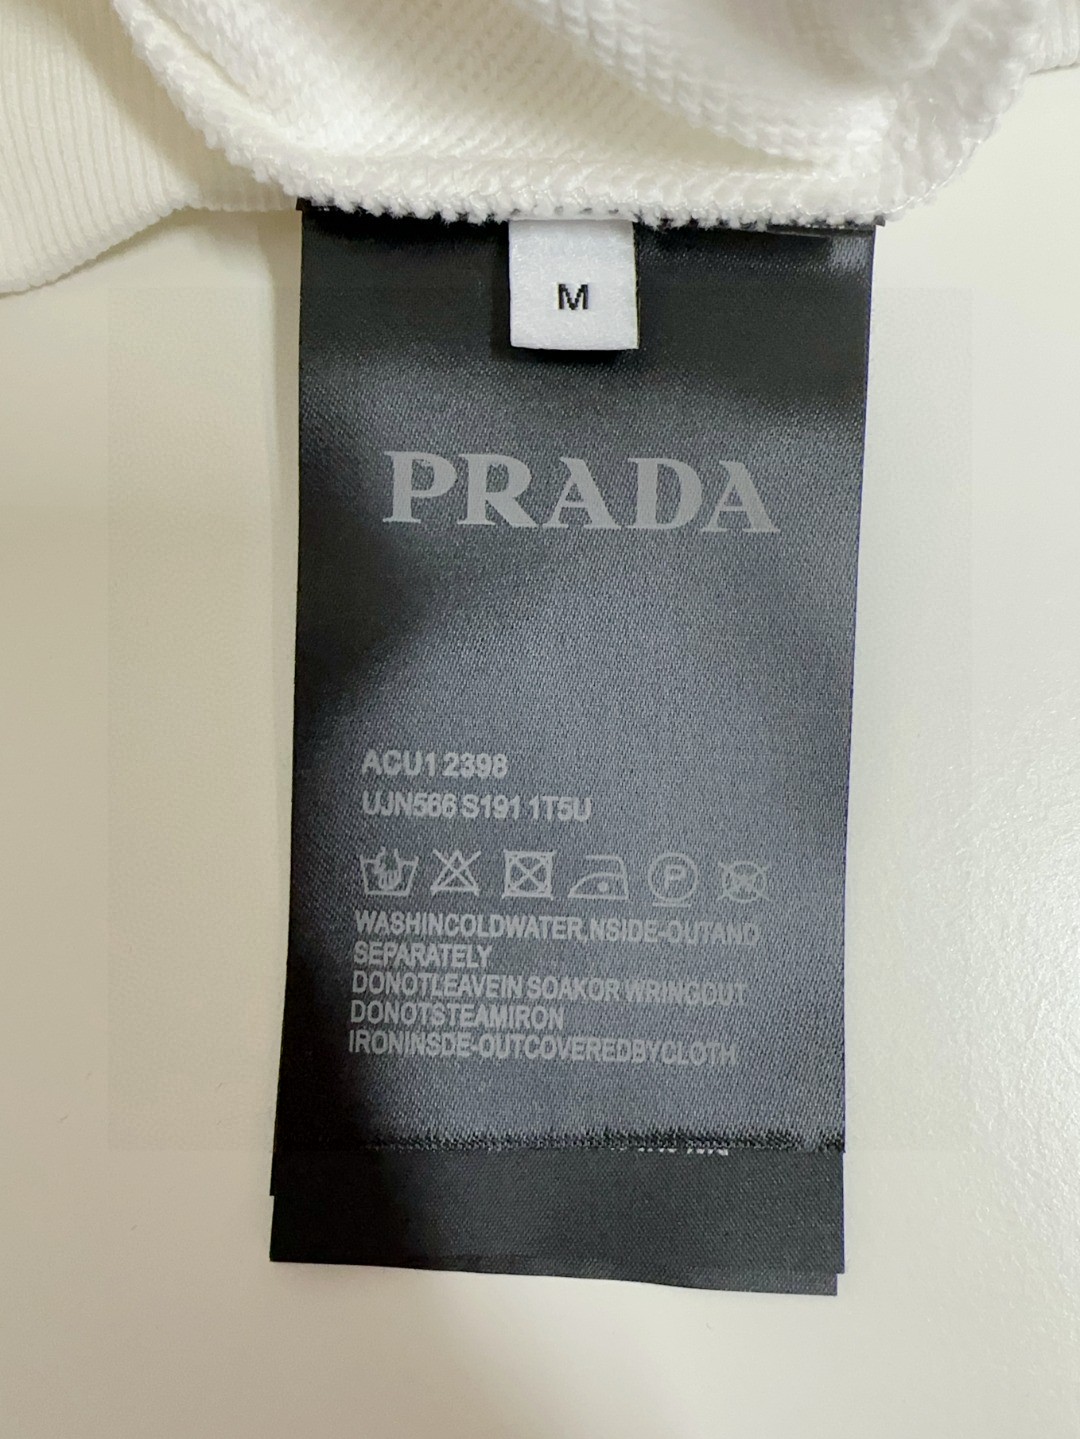 M
PRADA
ACU1 2398
UJN566 S191 1T5U
P
WASHINCOLDWATER,NSIDE-OUTAND
SEPARATELY
DONOTLEAVEIN SOAKOR WRINGOUT
DONOTSTEAMIRON
IRONINSDE-OUTCOVEREDBYCLOTH